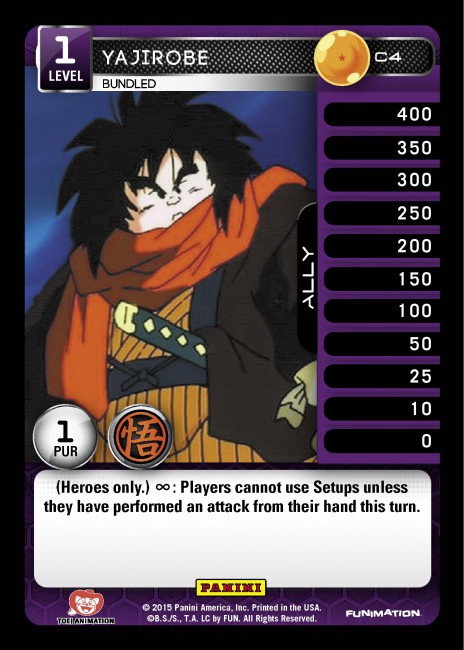 1
LEVEL
YAJIROBE
C4
BUNDLED
400
350
300
250
200
150
100
50
25
10
0
ALLY
1
PUR
悟
(Heroes only.) ∞: Players cannot use Setups unless
they have performed an attack from their hand this turn.
PANINI
TOEI ANIMATION
© 2015 Panini America, Inc. Printed in the USA.
©B.S./S., T.A. LC by FUN. All Rights Reserved.
FUNIMATION